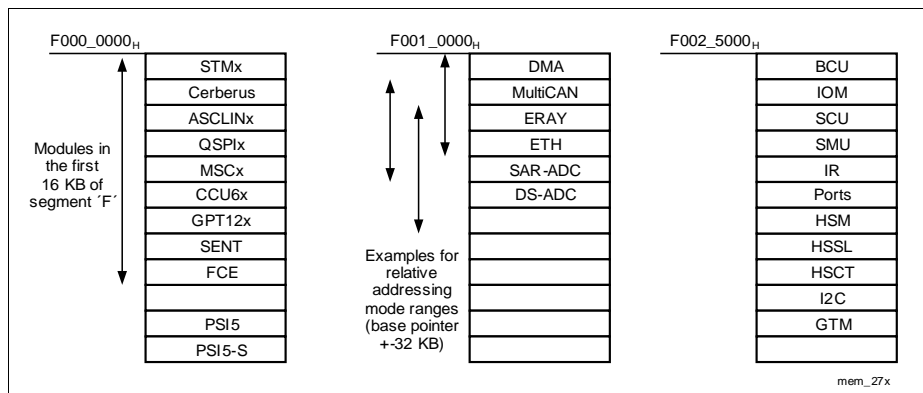 F000_0000H
STMx
Cerberus
ASCLINx
QSPIx
MSCx
CCU6x
GPT12x
SENT
FCE
PSI5
PSI5-S
Modules in
the first
16 KB of
segment ´F´
F001_0000H
DMA
MultiCAN
ERAY
ETH
SAR-ADC
DS-ADC
Examples for
relative
addressing
mode ranges
(base pointer
+-32 KB)
F002_5000H
BCU
IOM
SCU
SMU
IR
Ports
HSM
HSSL
HSCT
I2C
GTM
mem_27x